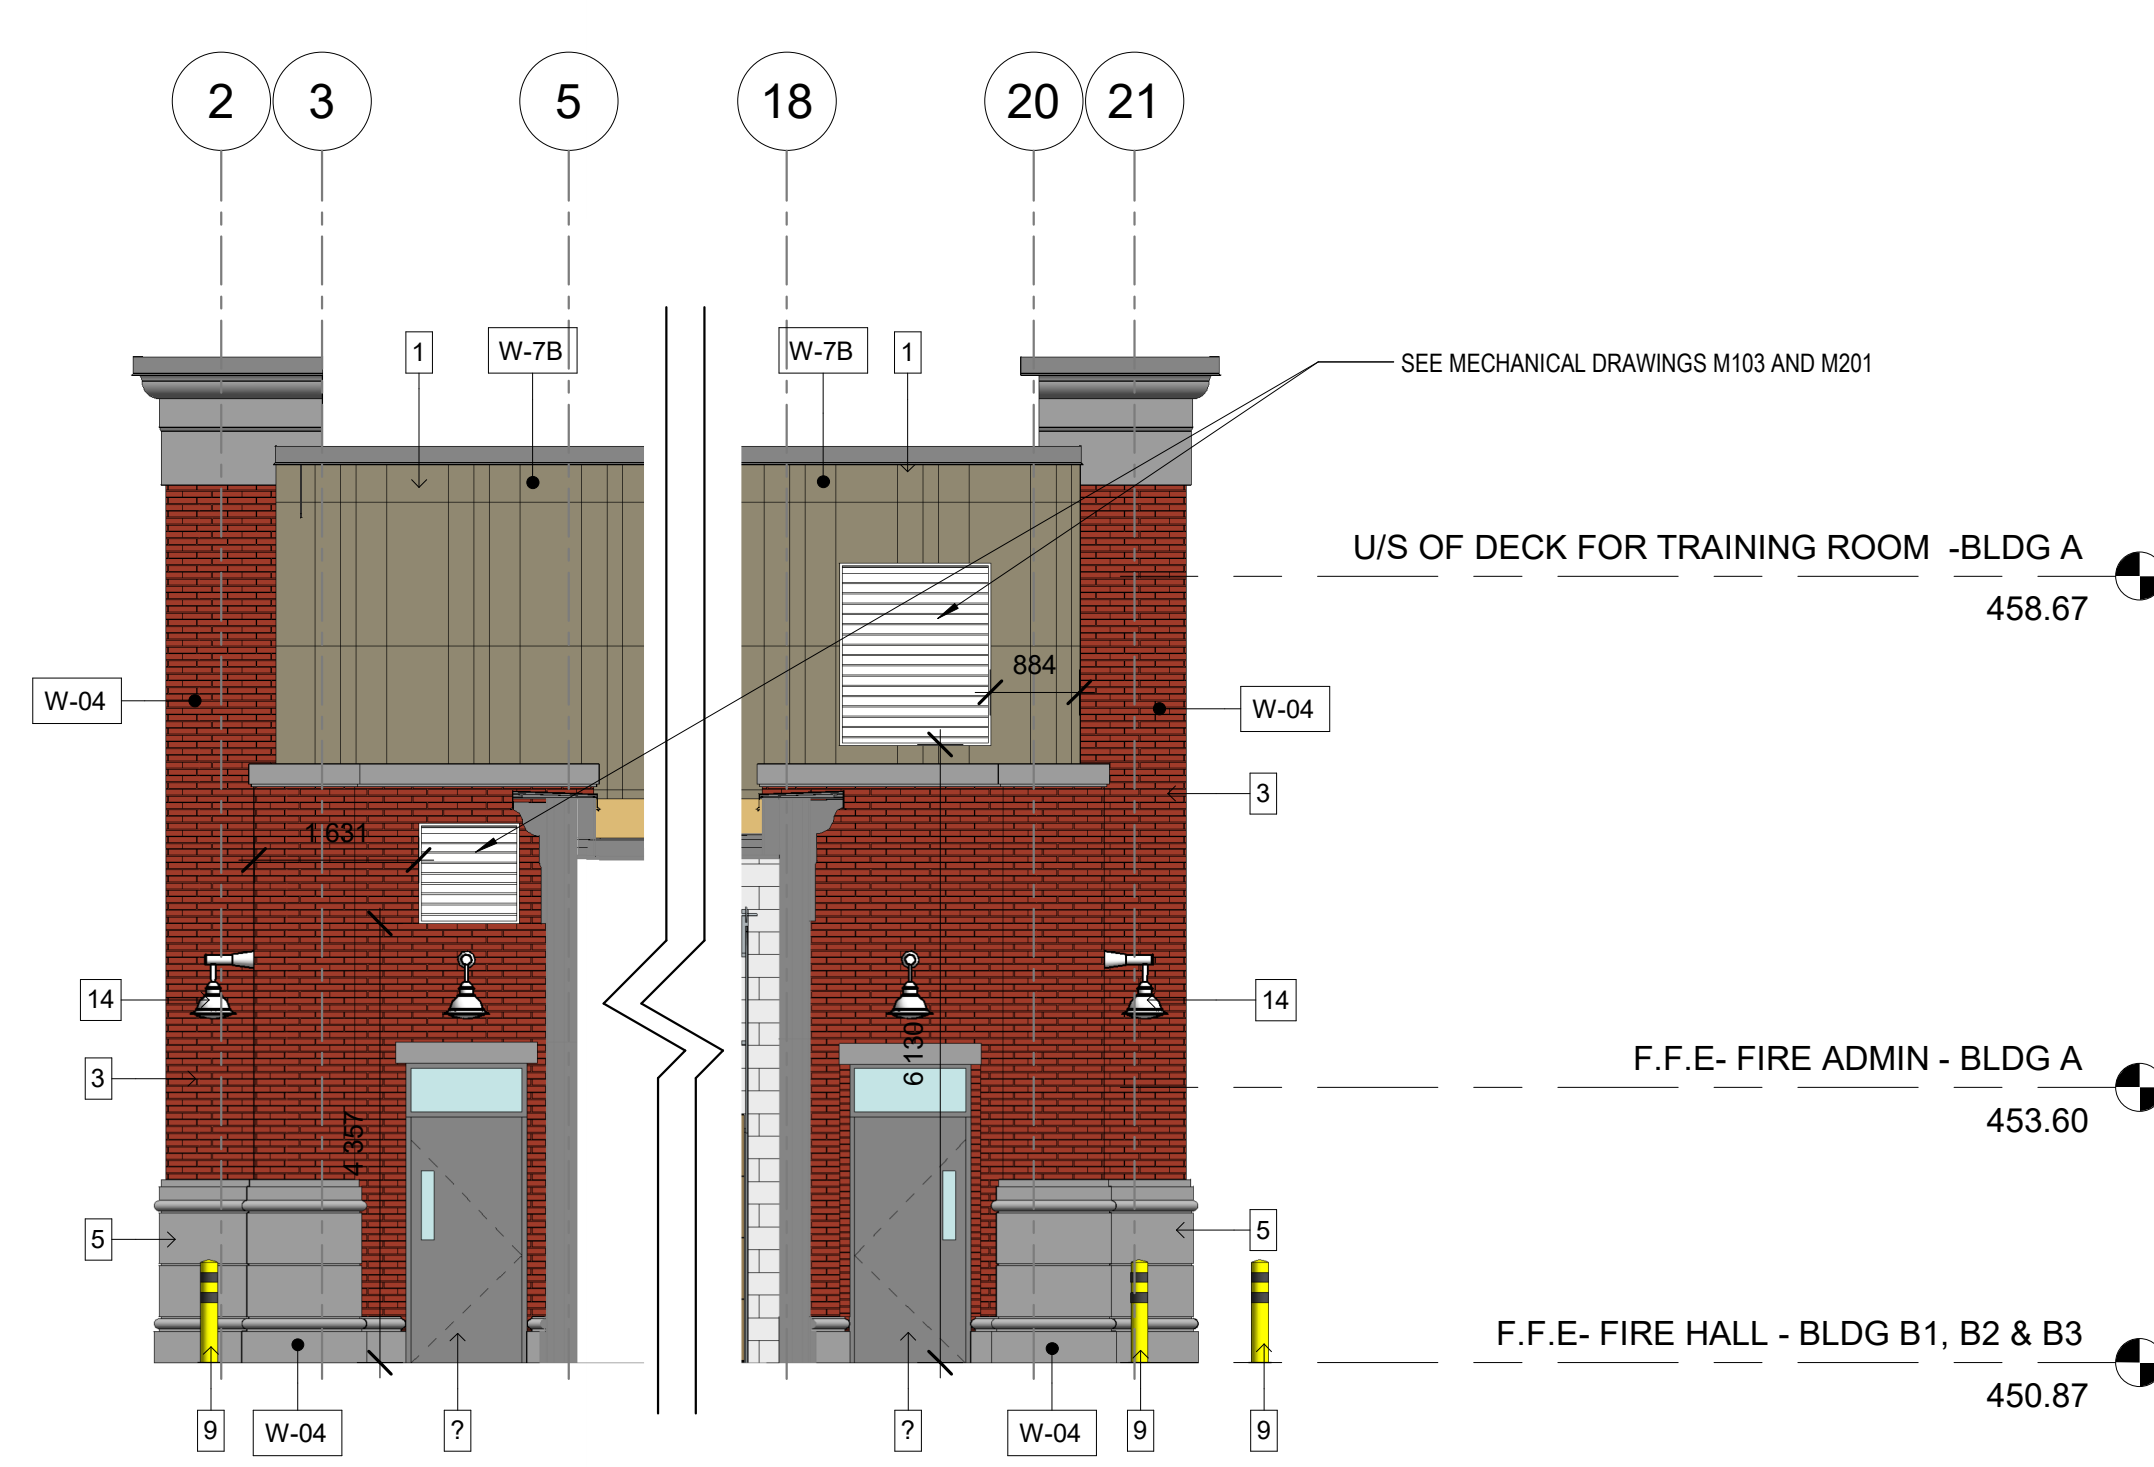 2 3 5 18 20 21
1 W-7B W-7B 1
SEE MECHANICAL DRAWINGS M103 AND M201
U/S OF DECK FOR TRAINING ROOM -BLDG A
458.67
884
W-04 W-04
3
1 631
14 14
6 130
F.F.E- FIRE ADMIN - BLDG A
3
453.60
4 357
5 5
F.F.E- FIRE HALL - BLDG B1, B2 & B3
450.87
9 W-04 ? ? W-04 9 9